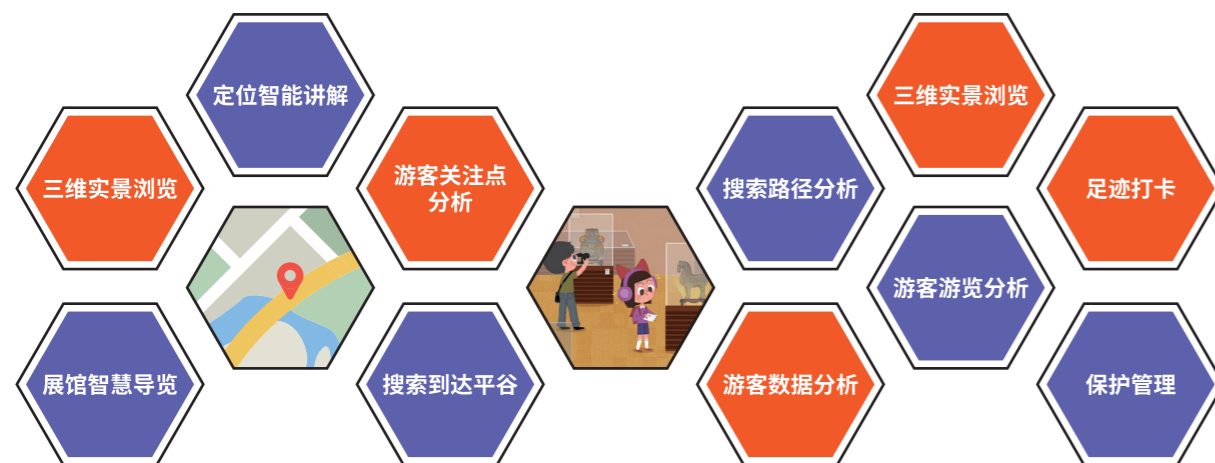 定位智能讲解
三维实景浏览
三维实景浏览
游客关注点
分析
搜索路径分析
足迹打卡
游客游览分析
展馆智慧导览
搜索到达平谷
游客数据分析
保护管理